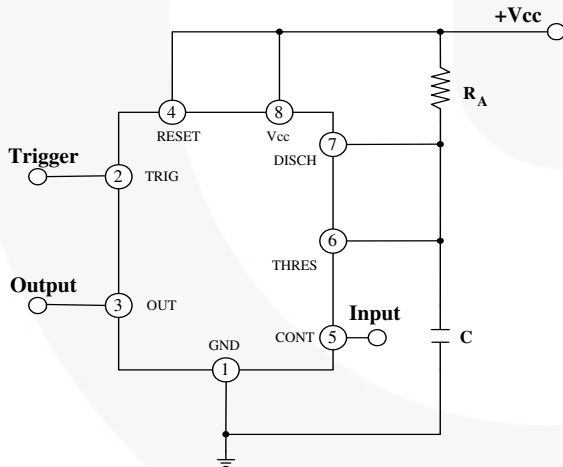 +Vcc
R_A
4
RESET
8
Vcc
7
DISCH
Trigger
2
TRIG
6
THRES
Output
3
OUT
Input
5
CONT
C
GND
1